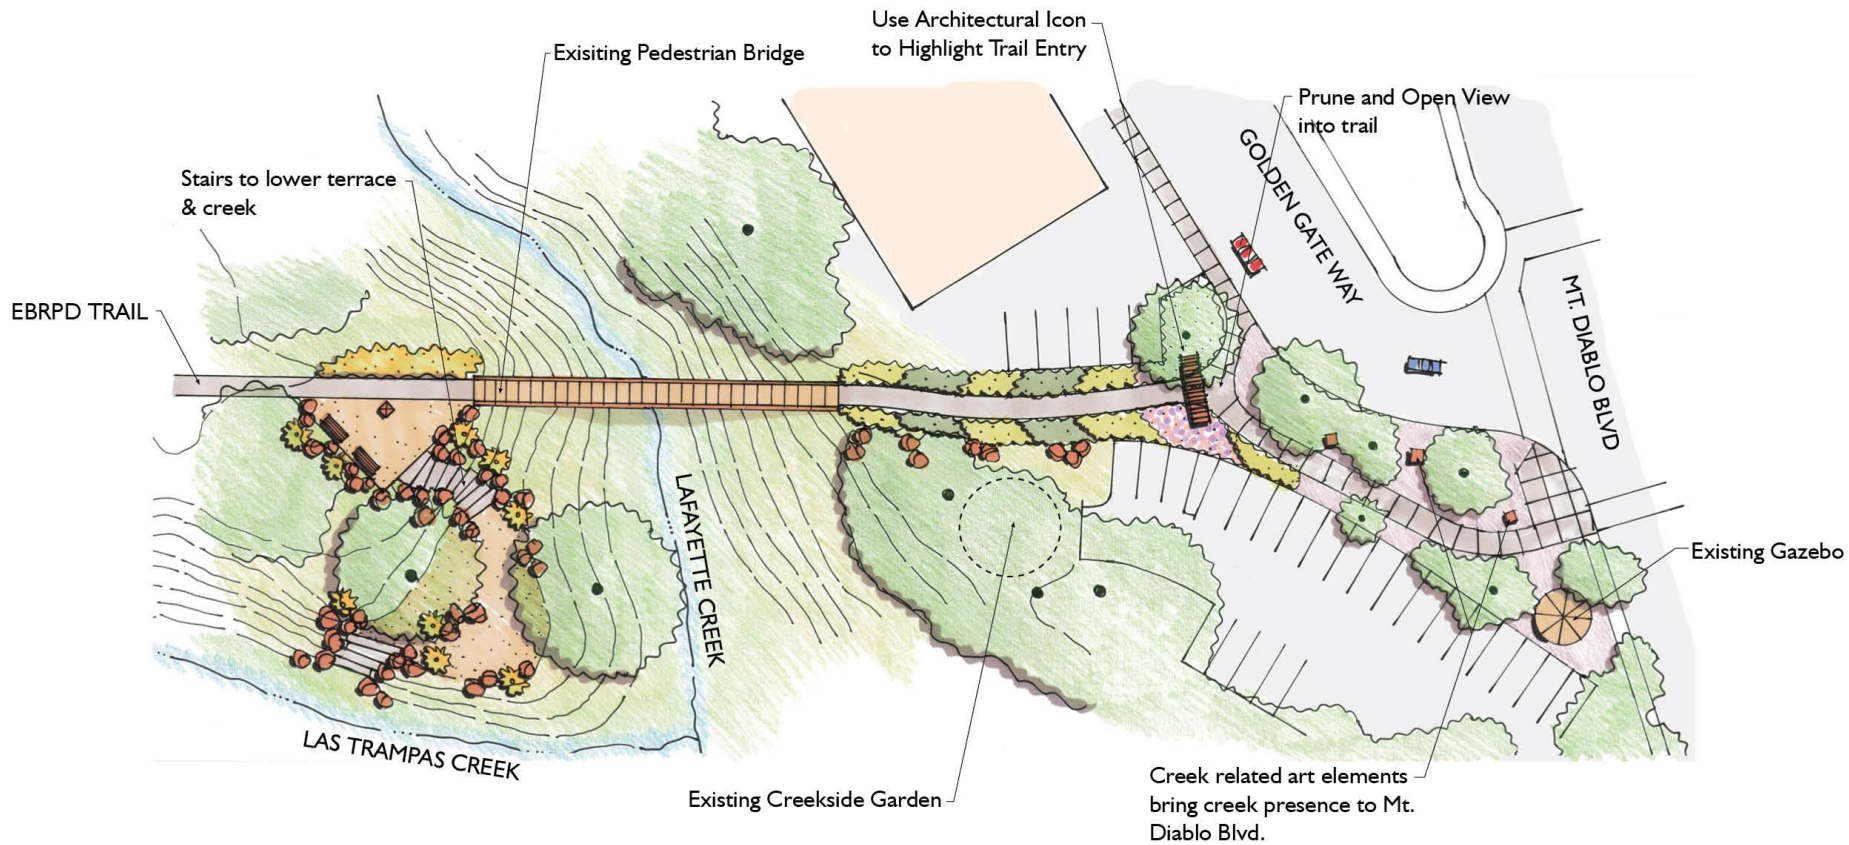 Use Architectural Icon
to Highlight Trail Entry
Exisiting Pedestrian Bridge
Prune and Open View
into trail
GOLDEN GATE WAY
Stairs to lower terrace
& creek
EBRPD TRAIL
MT. DIABLO BLVD
LAFAYETTE CREEK
Existing Gazebo
LAS TRAMPAS CREEK
Existing Creekside Garden
Creek related art elements
bring creek presence to Mt.
Diablo Blvd.